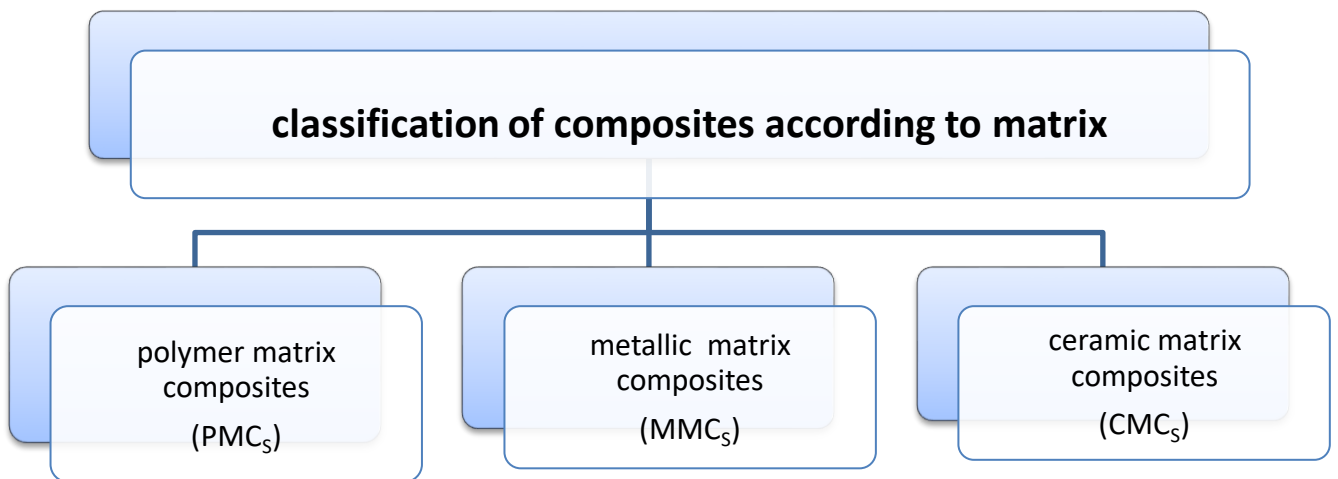 classification of composites according to matrix
polymer matrix
composites
(PMCs)
metallic  matrix
composites
(MMCs)
ceramic matrix
composites
(CMCs)